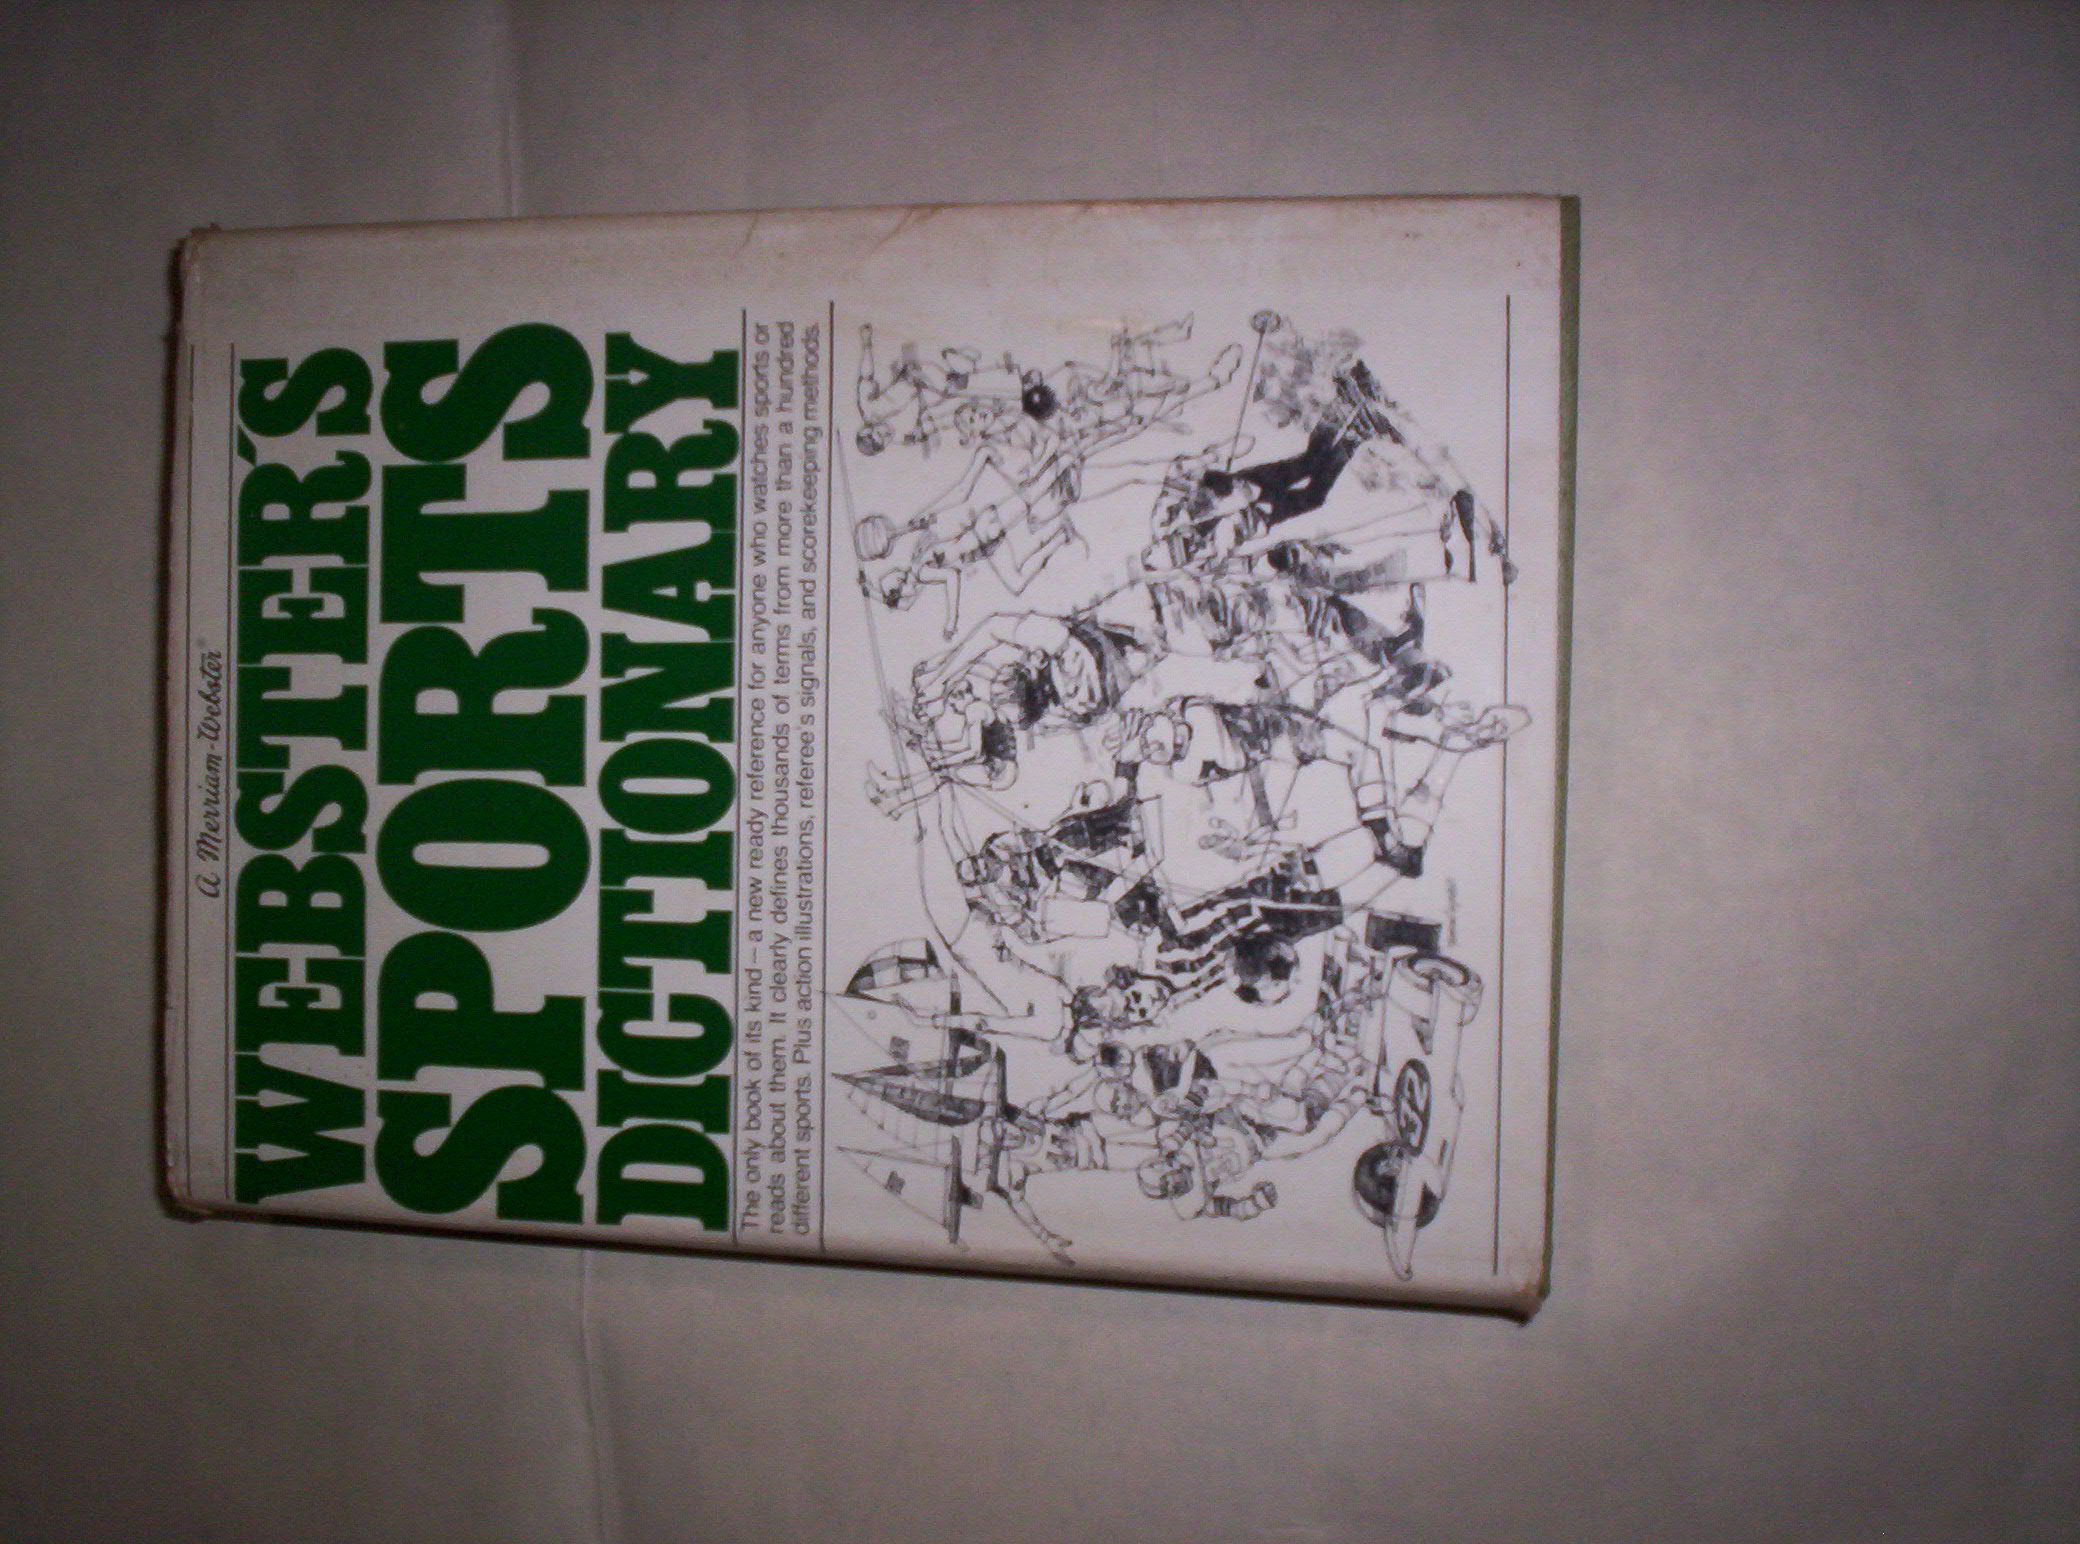 A Merriam-Webster®
WEBSTER'S
SPORTS
DICTIONARY
The only book of its kind – a new ready reference for anyone who watches sports or
reads about them. It clearly defines thousands of terms from more than a hundred
different sports. Plus action illustrations, referee's signals, and scorekeeping methods.
32